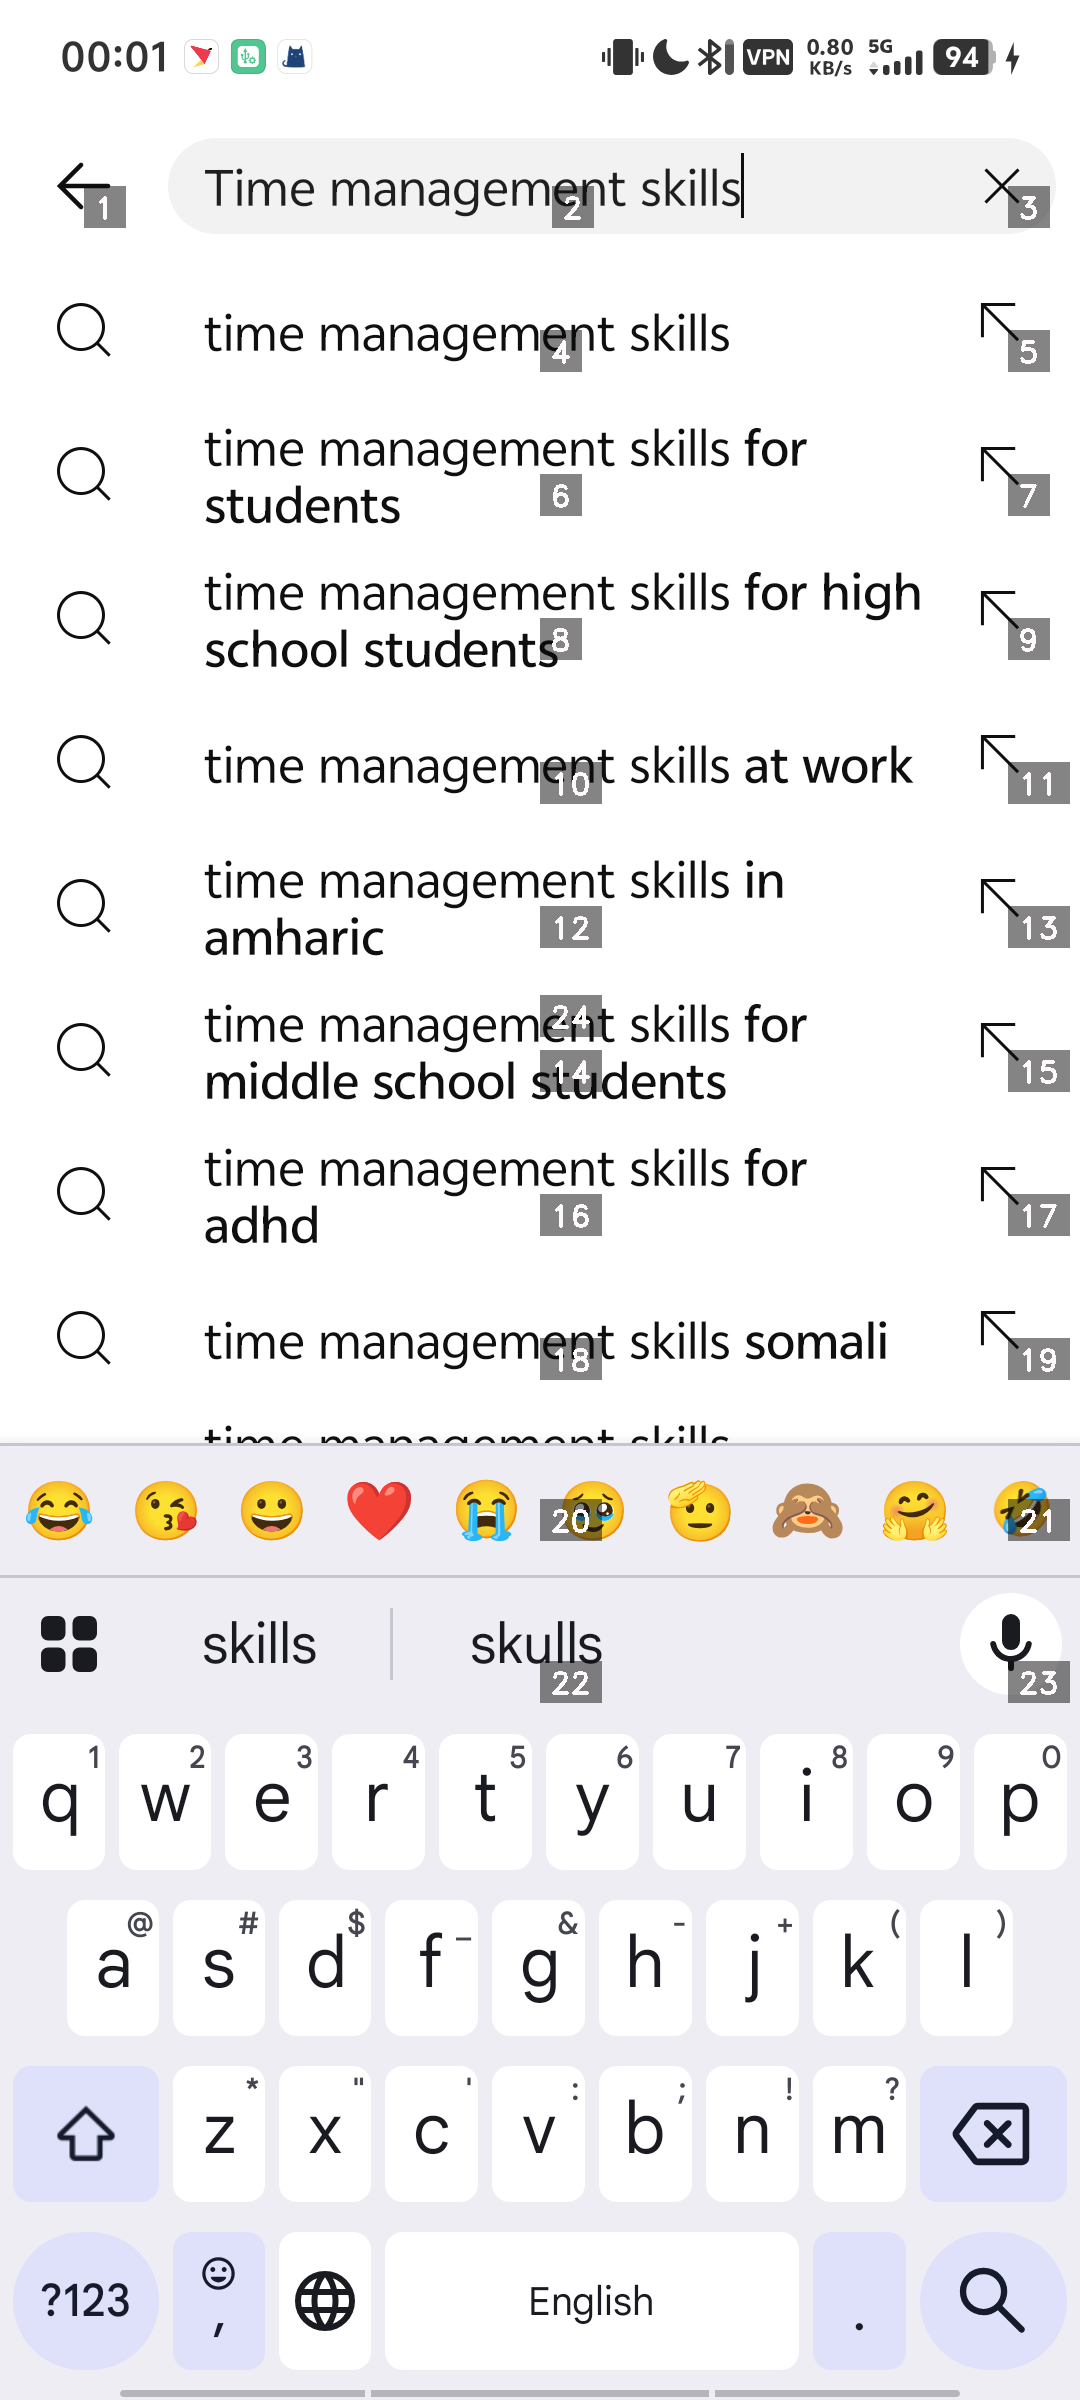 00:01 VPN 0.80 KB/s 5G 94
Time management skills
1 2 3
time management skills
4 5
time management skills for
students
6 7
time management skills for high
school students
8 9
time management skills at work
10 11
time management skills in
amharic
12 13
time management skills for
middle school students
24
14 15
time management skills for
adhd
16 17
time management skills somali
18 19
time management skills
20 21
skills skulls
22 23
1 2 3 4 5 6 7 8 9 0
q w e r t y u i o p
@ # $ _ & - + ( )
a s d f g h j k l
* " ' : ; ! ?
z x c v b n m
?123 , English .